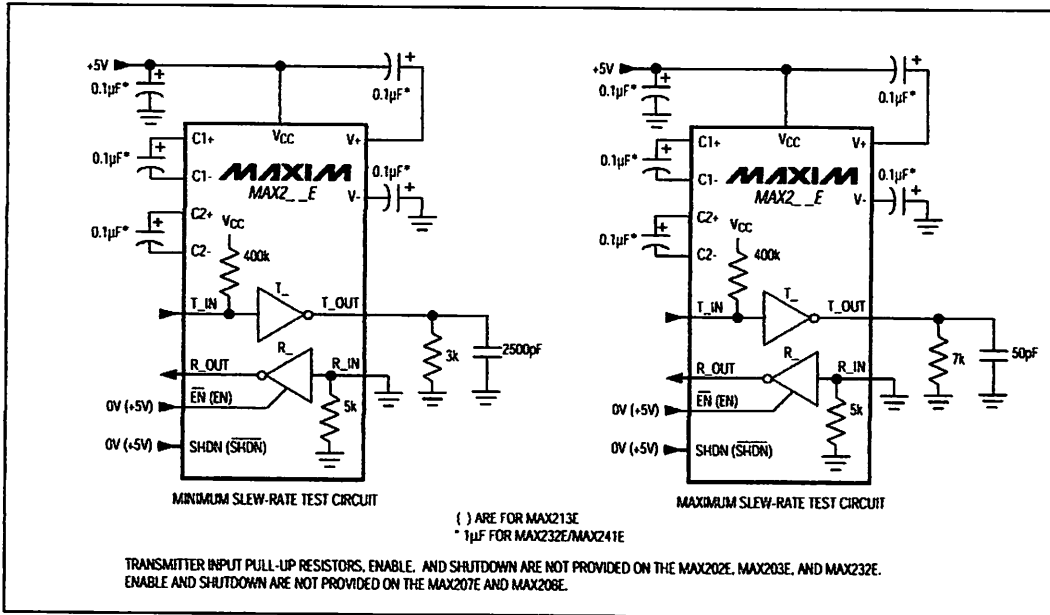 +5V
0.1µF*
0.1µF*
VCC
V+
C1+
0.1µF*
C1-
MAXIM
MAX2_ _E
0.1µF*
V-
C2+
0.1µF*
C2-
VCC
400k
T_IN
T_
T_OUT
3k
2500pF
R_OUT
R_
R_IN
0V (+5V)
EN (EN)
5k
0V (+5V)
SHDN (SHDN)
MINIMUM SLEW-RATE TEST CIRCUIT
+5V
0.1µF*
0.1µF*
VCC
V+
C1+
0.1µF*
C1-
MAXIM
MAX2_ _E
0.1µF*
V-
C2+
0.1µF*
C2-
VCC
400k
T_IN
T_
T_OUT
7k
50pF
R_OUT
R_
R_IN
0V (+5V)
EN (EN)
5k
0V (+5V)
SHDN (SHDN)
MAXIMUM SLEW-RATE TEST CIRCUIT
( ) ARE FOR MAX213E
* 1µF FOR MAX232E/MAX241E
TRANSMITTER INPUT PULL-UP RESISTORS, ENABLE, AND SHUTDOWN ARE NOT PROVIDED ON THE MAX202E, MAX203E, AND MAX232E.
ENABLE AND SHUTDOWN ARE NOT PROVIDED ON THE MAX207E AND MAX208E.